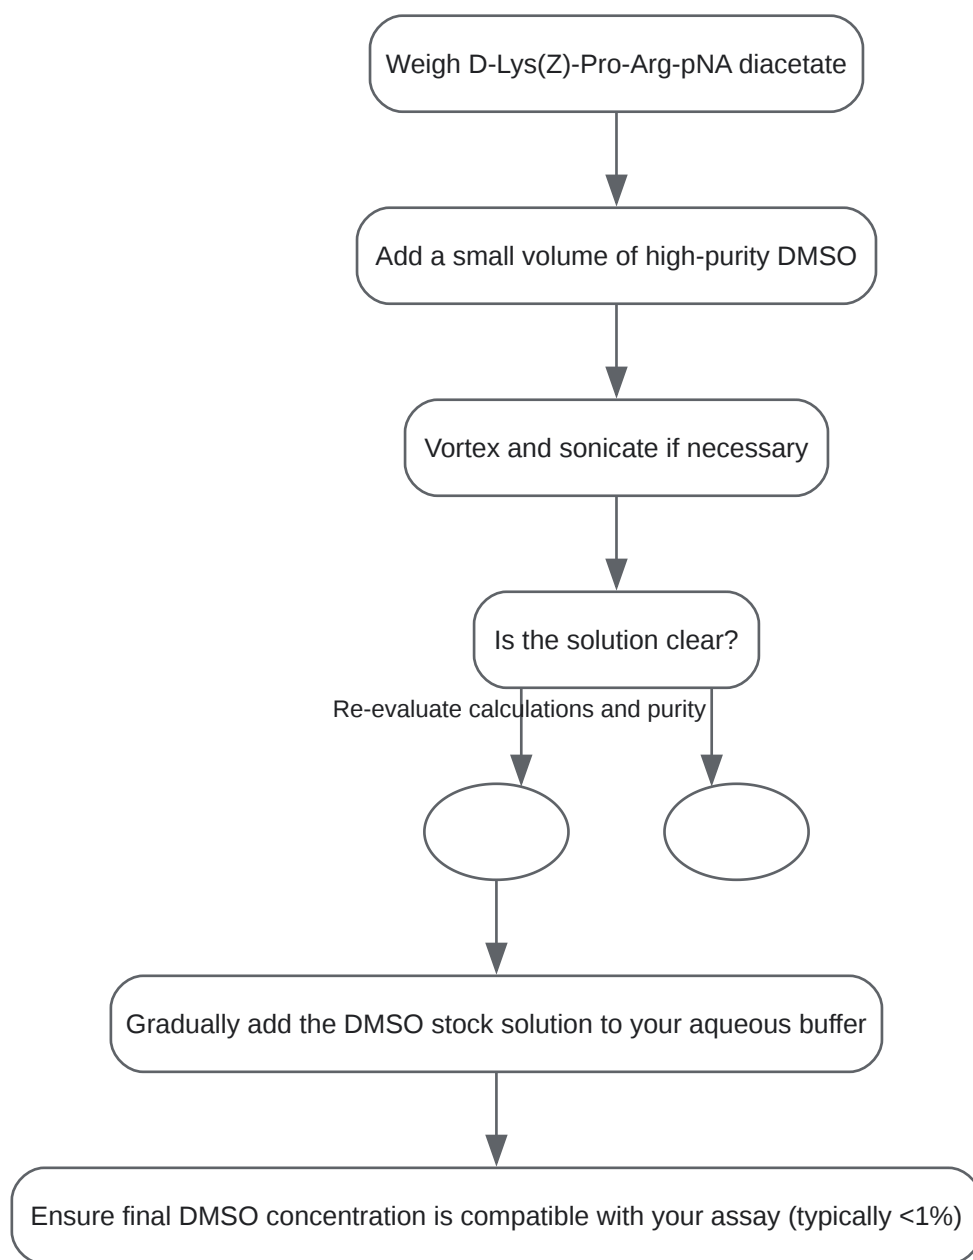 Weigh D-Lys(Z)-Pro-Arg-pNA diacetate
Add a small volume of high-purity DMSO
Vortex and sonicate if necessary
Is the solution clear?
Re-evaluate calculations and purity
Gradually add the DMSO stock solution to your aqueous buffer
Ensure final DMSO concentration is compatible with your assay (typically <1%)